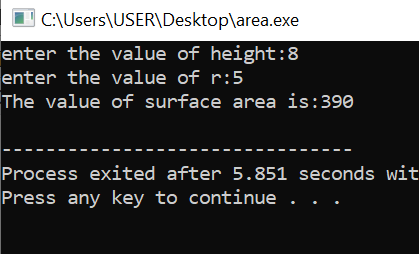 C:\Users\USER\Desktop\area.exe
enter the value of height:8
enter the value of r:5
The value of surface area is:390
--------------------------------
Process exited after 5.851 seconds wit
Press any key to continue . . .